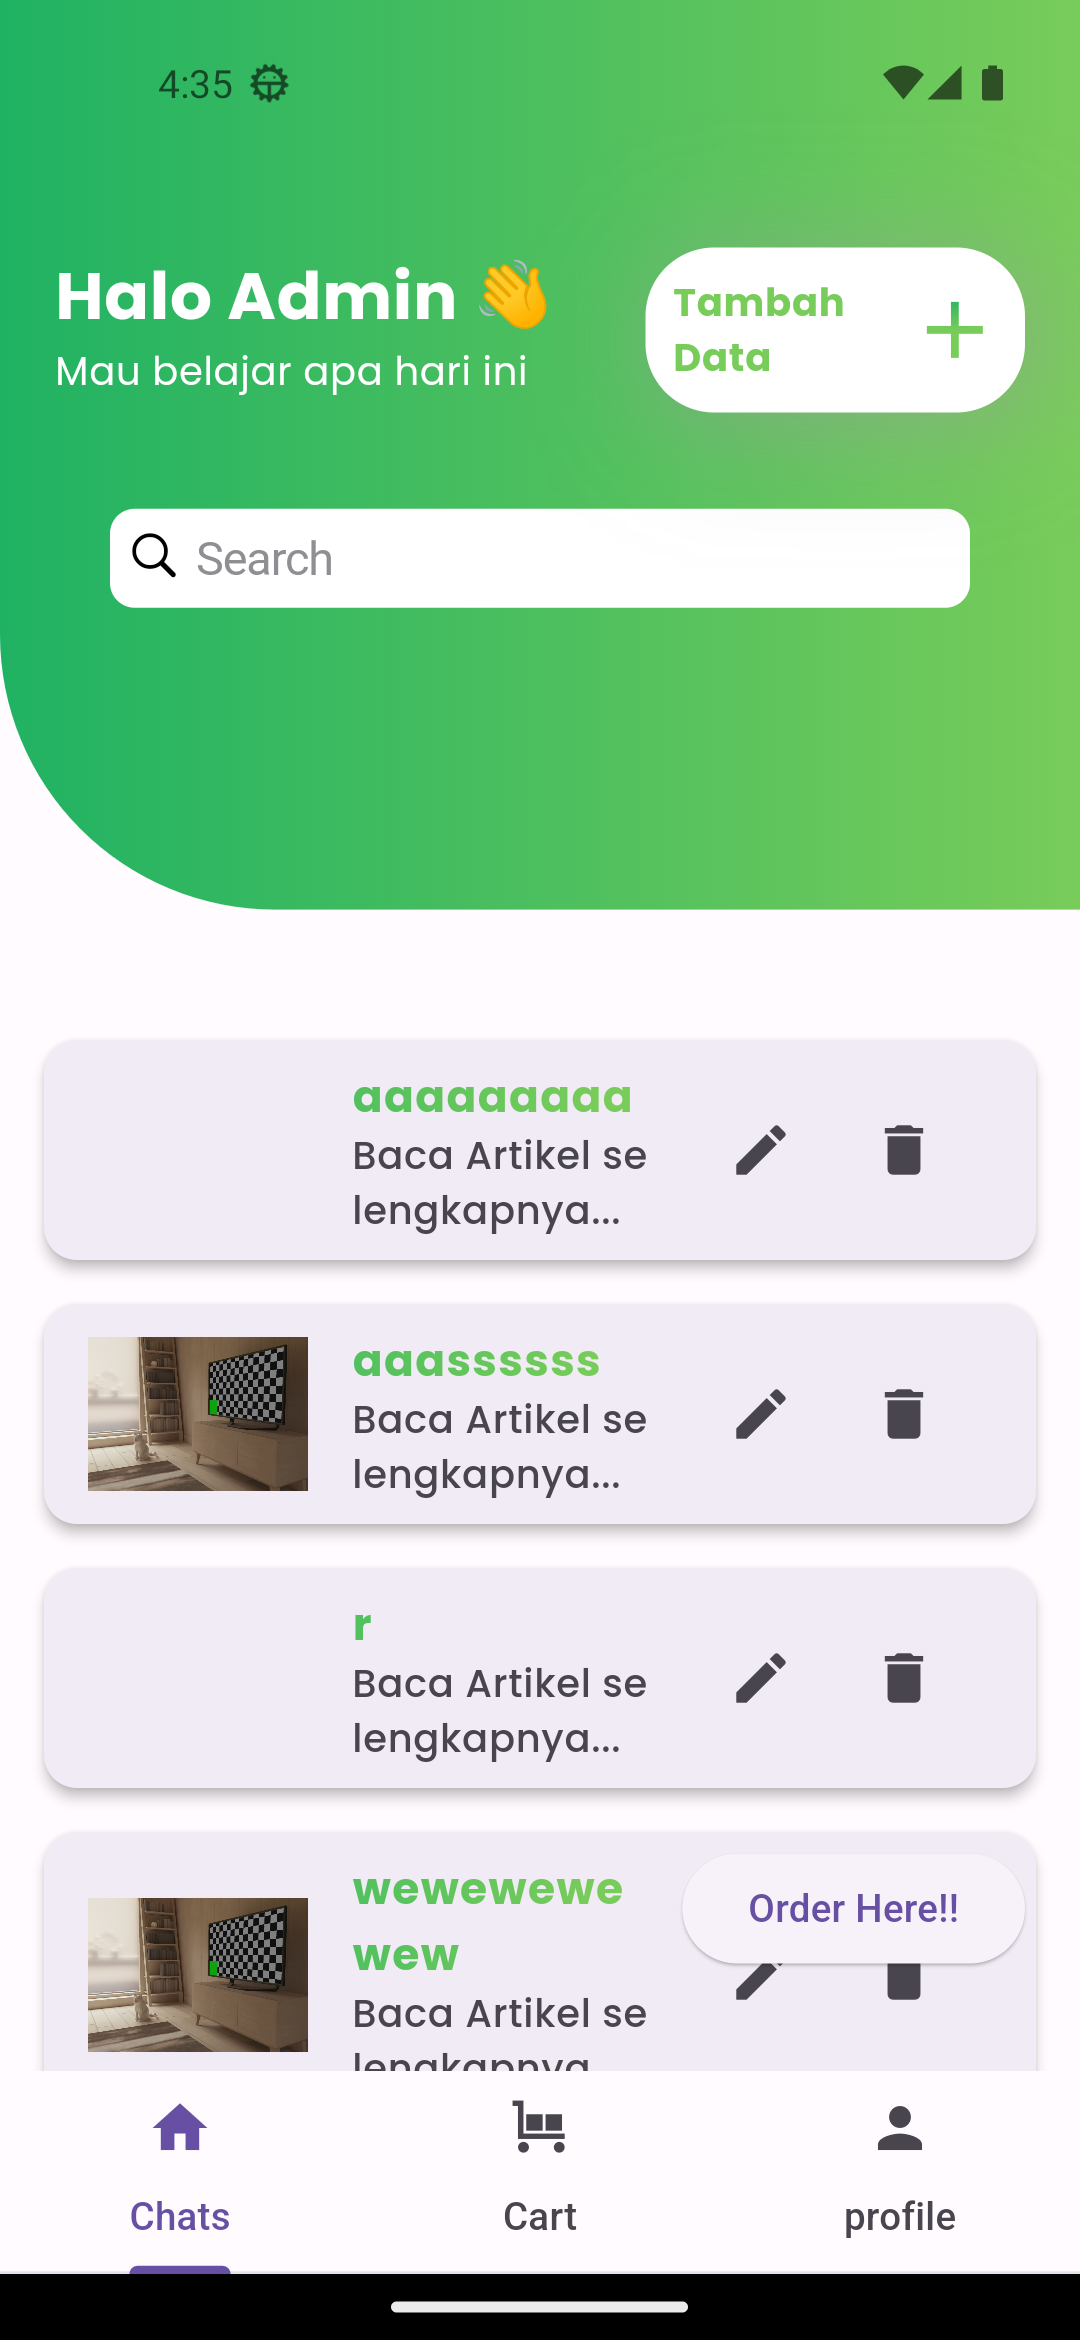 4:35
Halo Admin 👋
Mau belajar apa hari ini
Tambah
Data
Search
aaaaaaaaa
Baca Artikel se
lengkapnya...
aaassssss
Baca Artikel se
lengkapnya...
r
Baca Artikel se
lengkapnya...
wewewewe
wew
Order Here!!
Baca Artikel se
lengkapnya...
Chats
Cart
profile